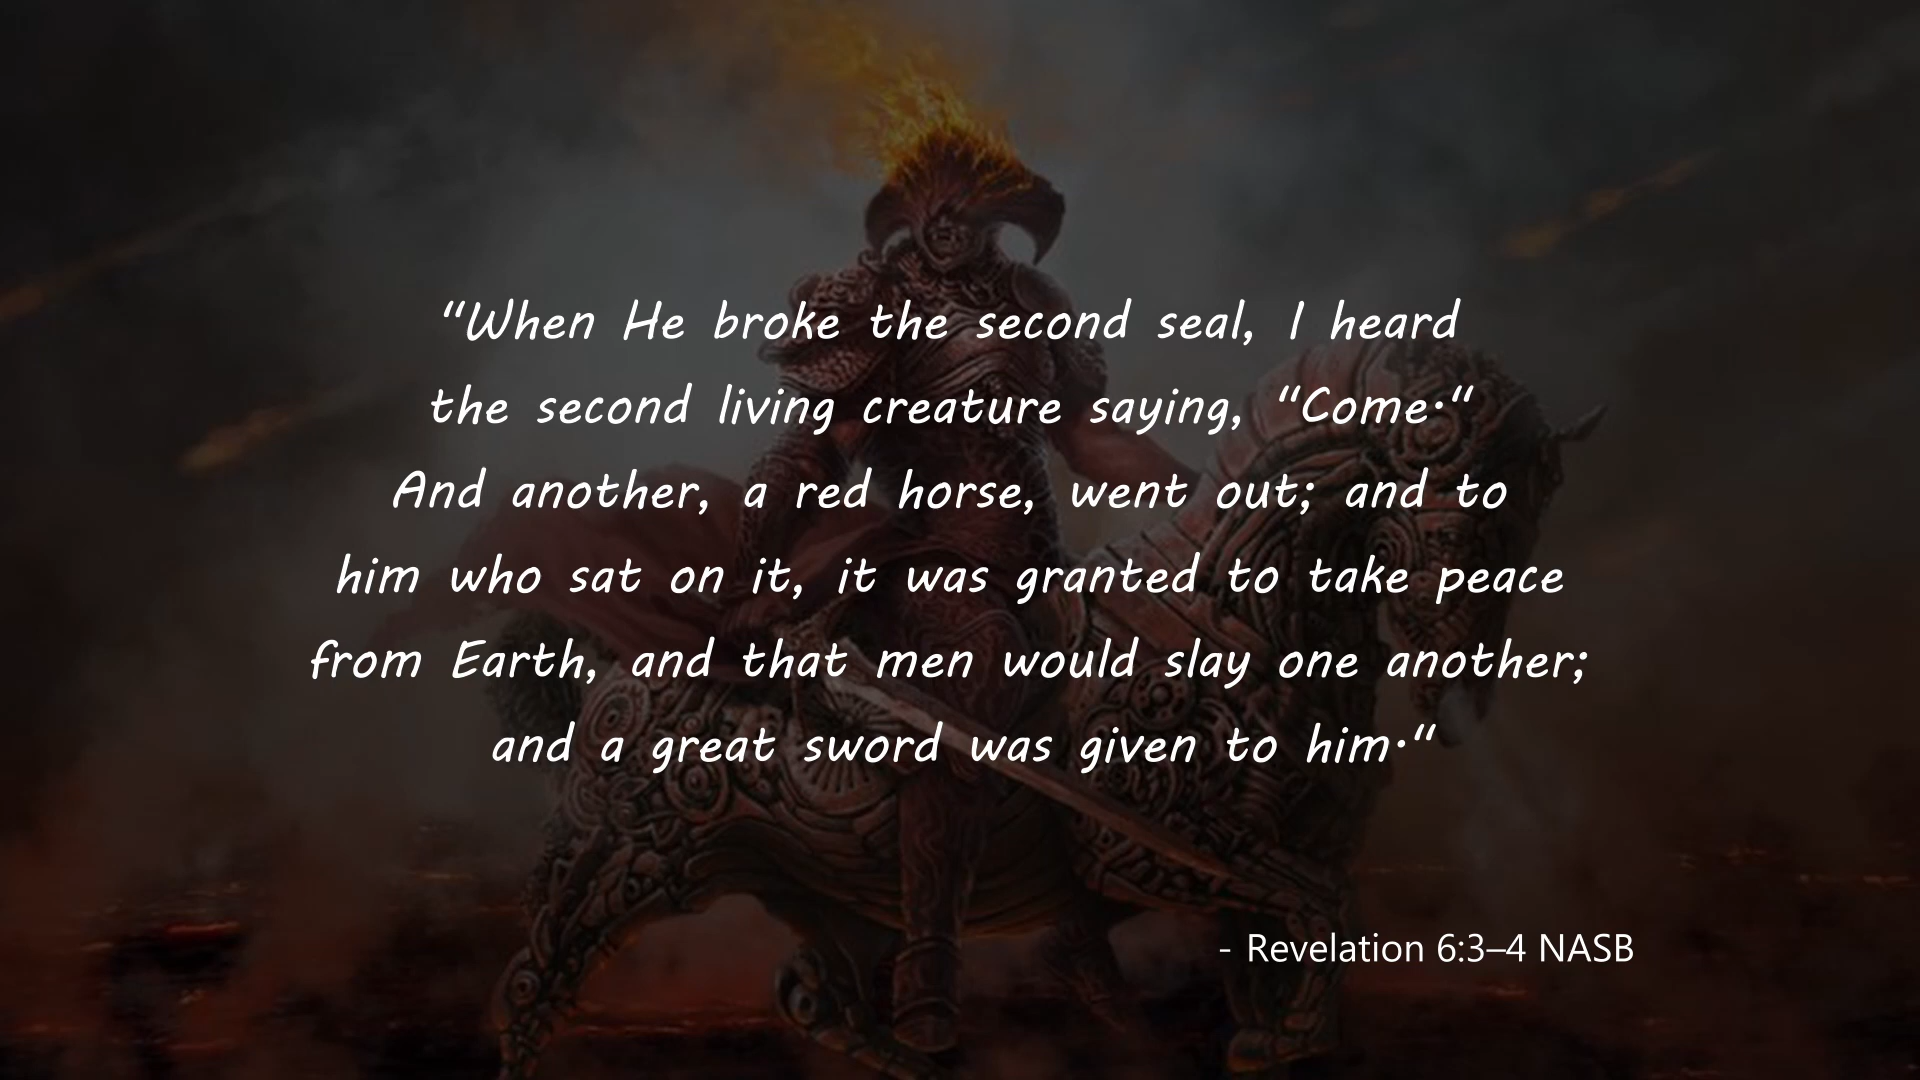 “When He broke the second seal, I heard
the second living creature saying, “Come.“
And another, a red horse, went out; and to
him who sat on it, it was granted to take peace
from Earth, and that men would slay one another;
and a great sword was given to him.“
- Revelation 6:3–4 NASB